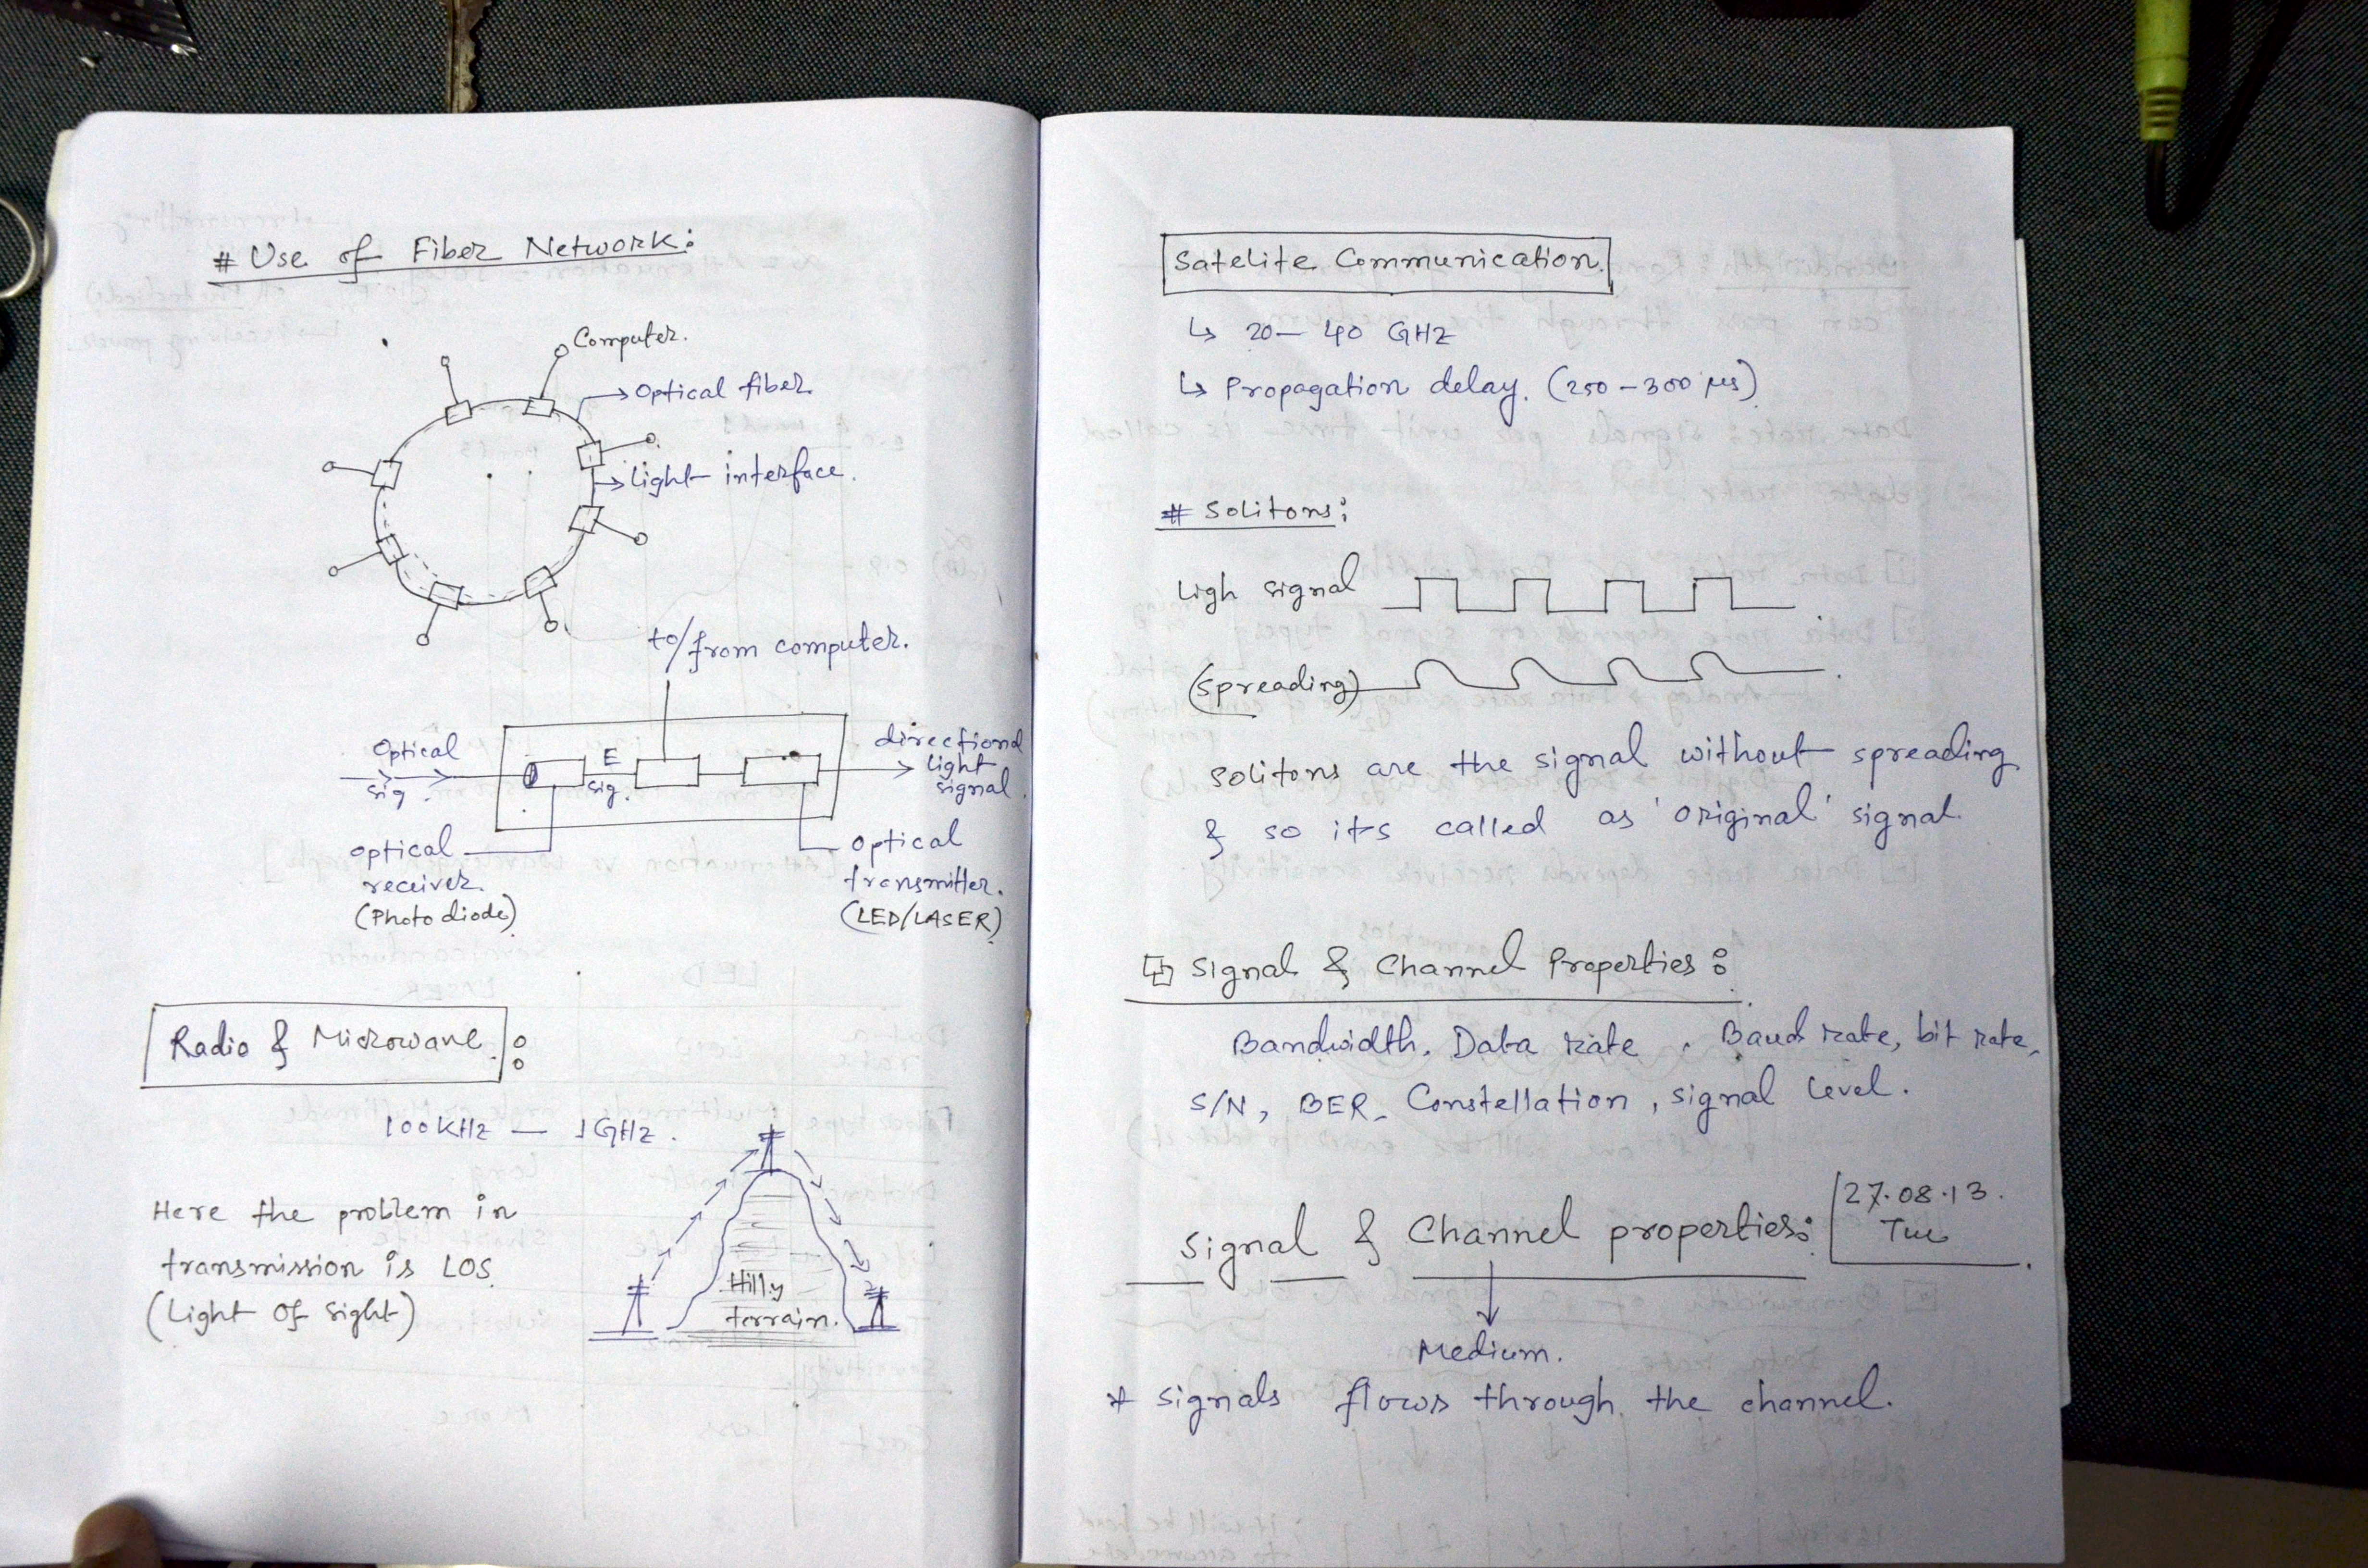 # Use of Fiber Network:
Computer.
→ Optical fiber
→ Light interface.
to/from computer.
Optical
sig.
E
sig.
directional
light
signal.
optical
receiver.
(Photo diode)
optical
transmitter.
(LED/LASER)
Radio & Microwave:
100KHz — 1GHz.
Here the problem in
transmission is LOS
(Light of sight)
Hilly
terrain.
Satelite Communication.
↳ 20— 40 GHz
↳ Propagation delay. (250-300 μs)
# Solitons:
Ligh signal
(spreading)
Solitons are the signal without spreading
& so its called as 'original' signal.
Signal & Channel Properties:
Bandwidth, Data rate, Baud rate, bit rate,
S/N, BER, Constellation, signal level.
27.08.13.
Tue
Signal & Channel properties:
Medium.
* signals flows through the channel.